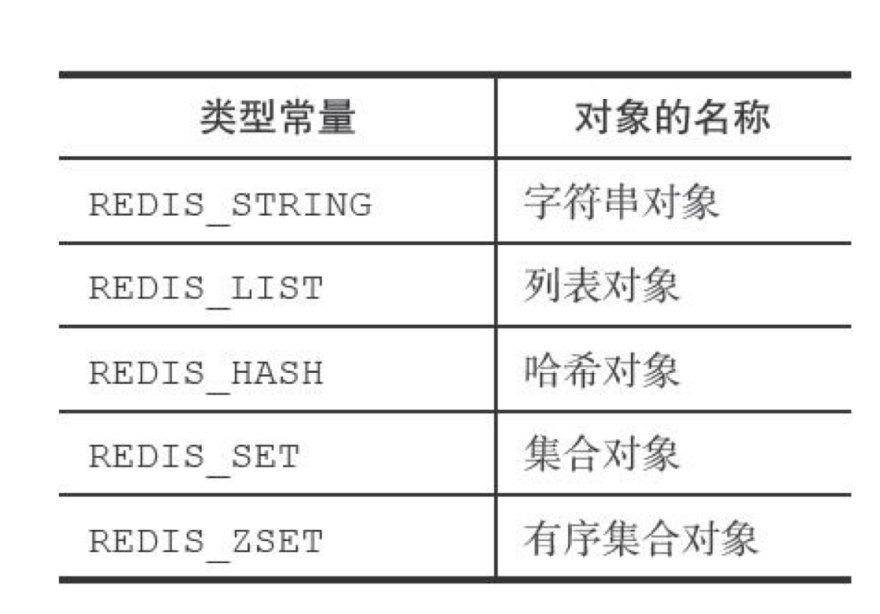 类型常量 对象的名称
REDIS_STRING 字符串对象
REDIS_LIST 列表对象
REDIS_HASH 哈希对象
REDIS_SET 集合对象
REDIS_ZSET 有序集合对象